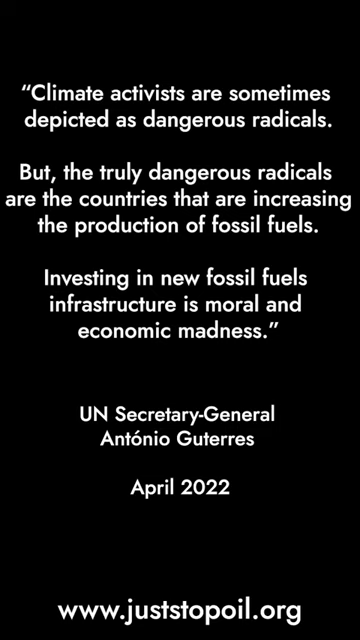 “Climate activists are sometimes
depicted as dangerous radicals.
But, the truly dangerous radicals
are the countries that are increasing
the production of fossil fuels.
Investing in new fossil fuels
infrastructure is moral and
economic madness.”
UN Secretary-General
António Guterres
April 2022
www.juststopoil.org